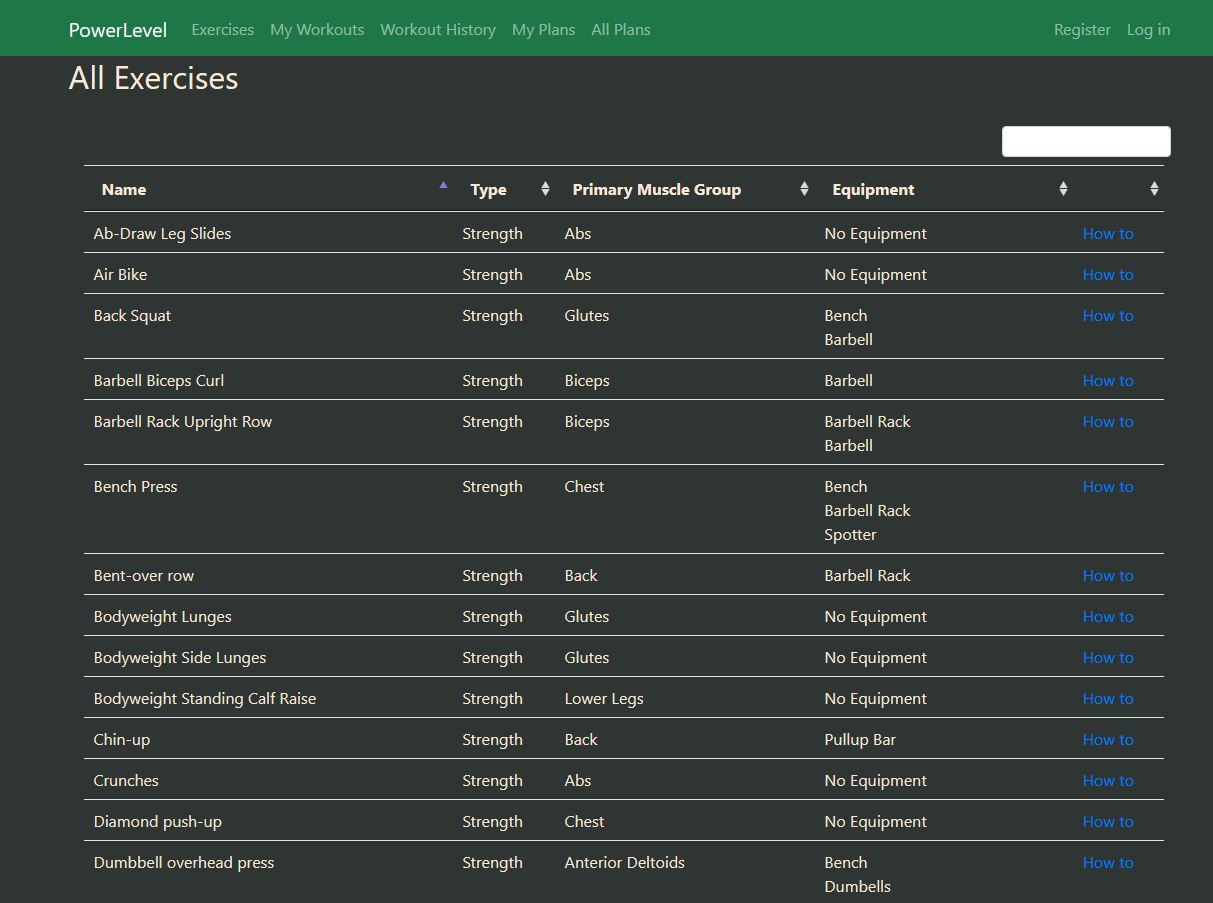 PowerLevel Exercises My Workouts Workout History My Plans All Plans Register Log in
All Exercises
Name Type Primary Muscle Group Equipment
Ab-Draw Leg Slides Strength Abs No Equipment How to
Air Bike Strength Abs No Equipment How to
Back Squat Strength Glutes Bench How to
Barbell
Barbell Biceps Curl Strength Biceps Barbell How to
Barbell Rack Upright Row Strength Biceps Barbell Rack How to
Barbell
Bench Press Strength Chest Bench How to
Barbell Rack
Spotter
Bent-over row Strength Back Barbell Rack How to
Bodyweight Lunges Strength Glutes No Equipment How to
Bodyweight Side Lunges Strength Glutes No Equipment How to
Bodyweight Standing Calf Raise Strength Lower Legs No Equipment How to
Chin-up Strength Back Pullup Bar How to
Crunches Strength Abs No Equipment How to
Diamond push-up Strength Chest No Equipment How to
Dumbbell overhead press Strength Anterior Deltoids Bench How to
Dumbells